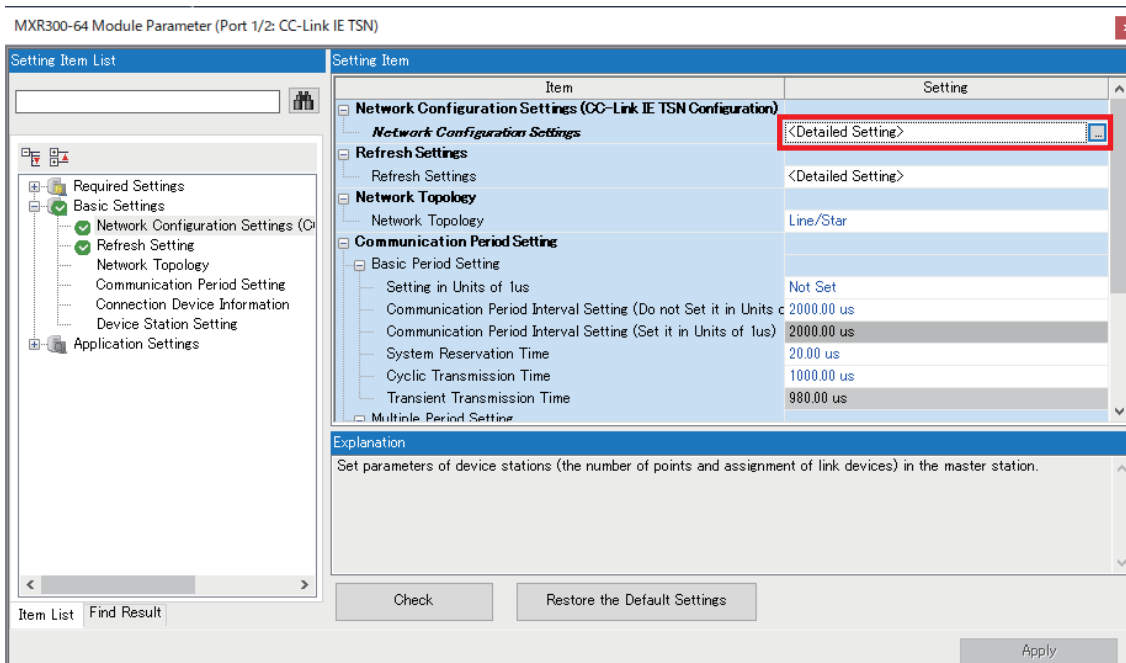 MXR300-64 Module Parameter (Port 1/2: CC-Link IE TSN)
Setting Item List
Required Settings
Basic Settings
Network Configuration Settings (C
Refresh Setting
Network Topology
Communication Period Setting
Connection Device Information
Device Station Setting
Application Settings
Item List Find Result
Setting Item
Item Setting
Network Configuration Settings (CC-Link IE TSN Configuration)
Network Configuration Settings <Detailed Setting> ...
Refresh Settings
Refresh Settings <Detailed Setting>
Network Topology
Network Topology Line/Star
Communication Period Setting
Basic Period Setting
Setting in Units of 1us Not Set
Communication Period Interval Setting (Do not Set it in Units 2000.00 us
Communication Period Interval Setting (Set it in Units of 1us) 2000.00 us
System Reservation Time 20.00 us
Cyclic Transmission Time 1000.00 us
Transient Transmission Time 980.00 us
Multiple Period Setting
Explanation
Set parameters of device stations (the number of points and assignment of link devices) in the master station.
Check Restore the Default Settings
Apply